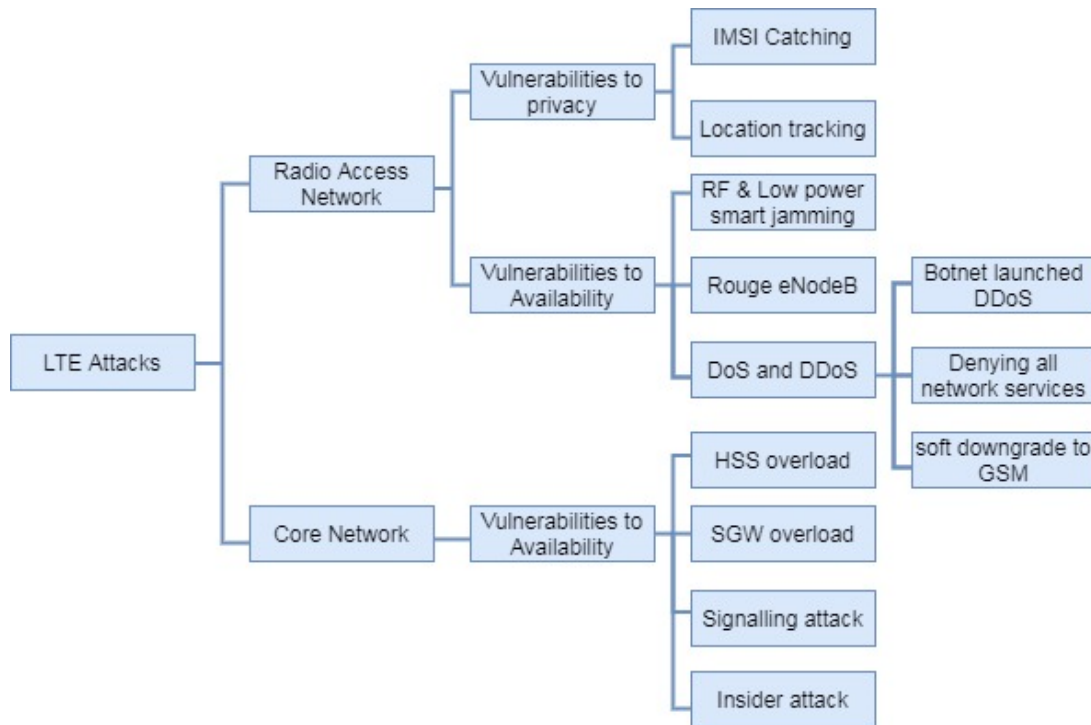 IMSI Catching
Vulnerabilities to
privacy
Location tracking
Radio Access
Network
RF & Low power
smart jamming
Vulnerabilities to
Availability
Rouge eNodeB
Botnet launched
DDoS
LTE Attacks
DoS and DDoS
Denying all
network services
HSS overload
soft downgrade to
GSM
Core Network
Vulnerabilities to
Availability
SGW overload
Signalling attack
Insider attack